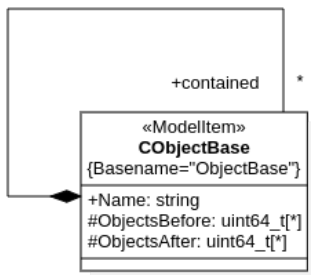 +contained *
«ModelItem»
CObjectBase
{Basename="ObjectBase"}
+Name: string
#ObjectsBefore: uint64_t[*]
#ObjectsAfter: uint64_t[*]